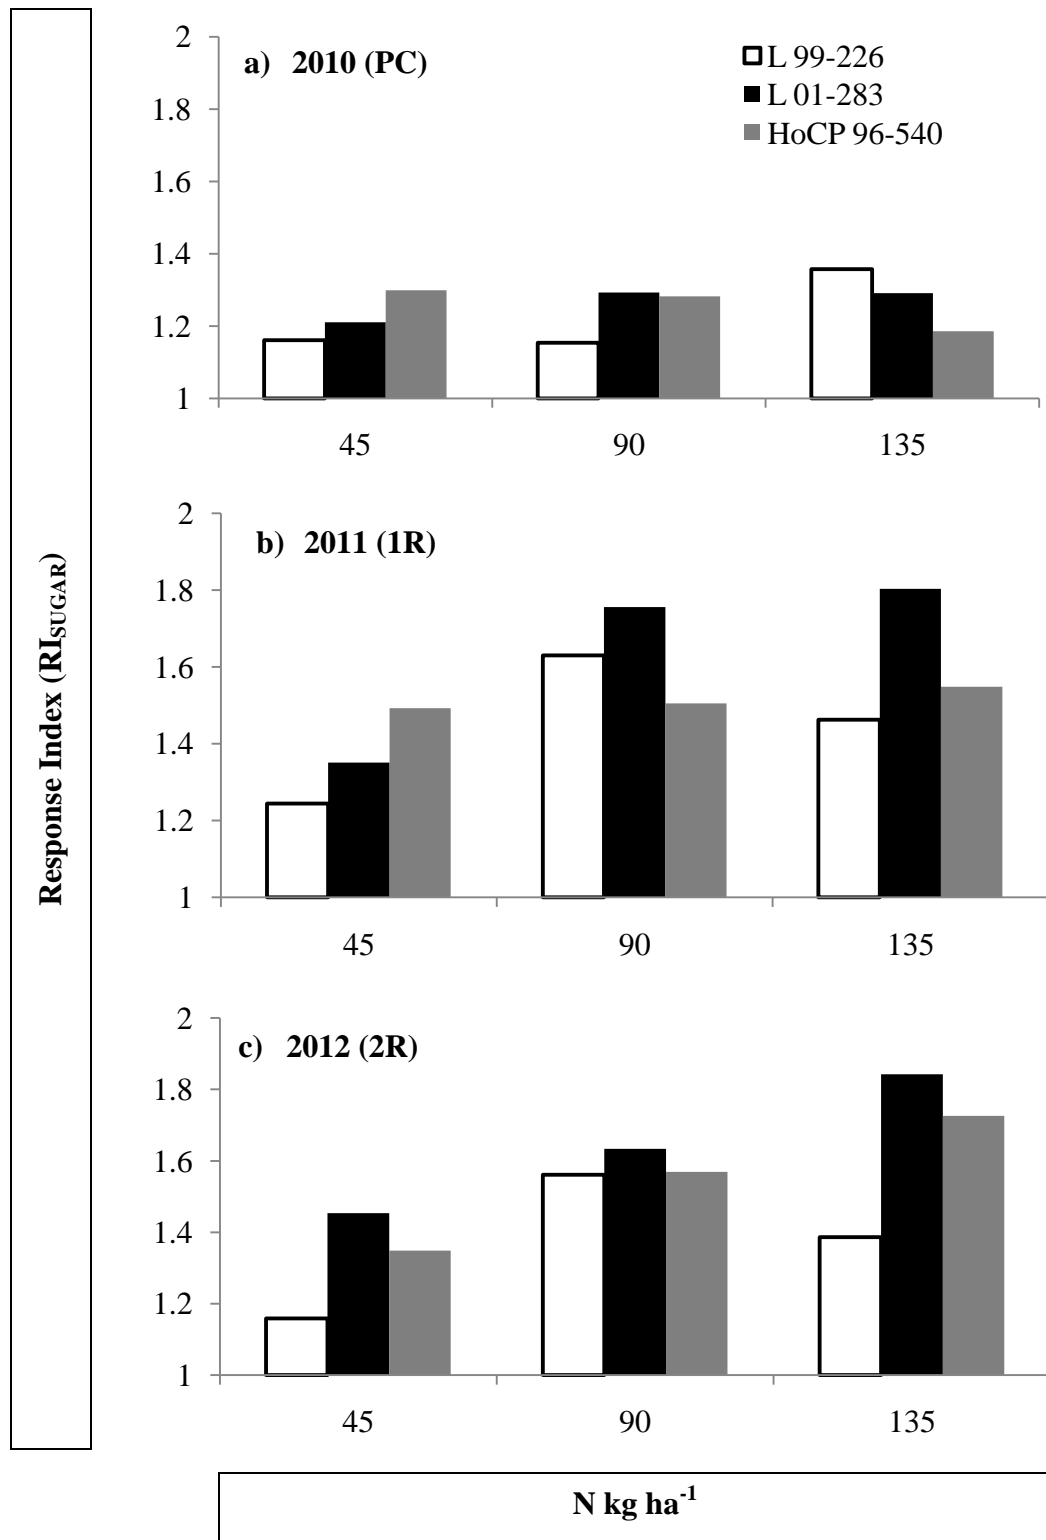 Response Index (RISUGAR)
a) 2010 (PC)
L 99-226
L 01-283
HoCP 96-540
2
1.8
1.6
1.4
1.2
1
45 90 135
b) 2011 (1R)
2
1.8
1.6
1.4
1.2
1
45 90 135
c) 2012 (2R)
2
1.8
1.6
1.4
1.2
1
45 90 135
N kg ha-1